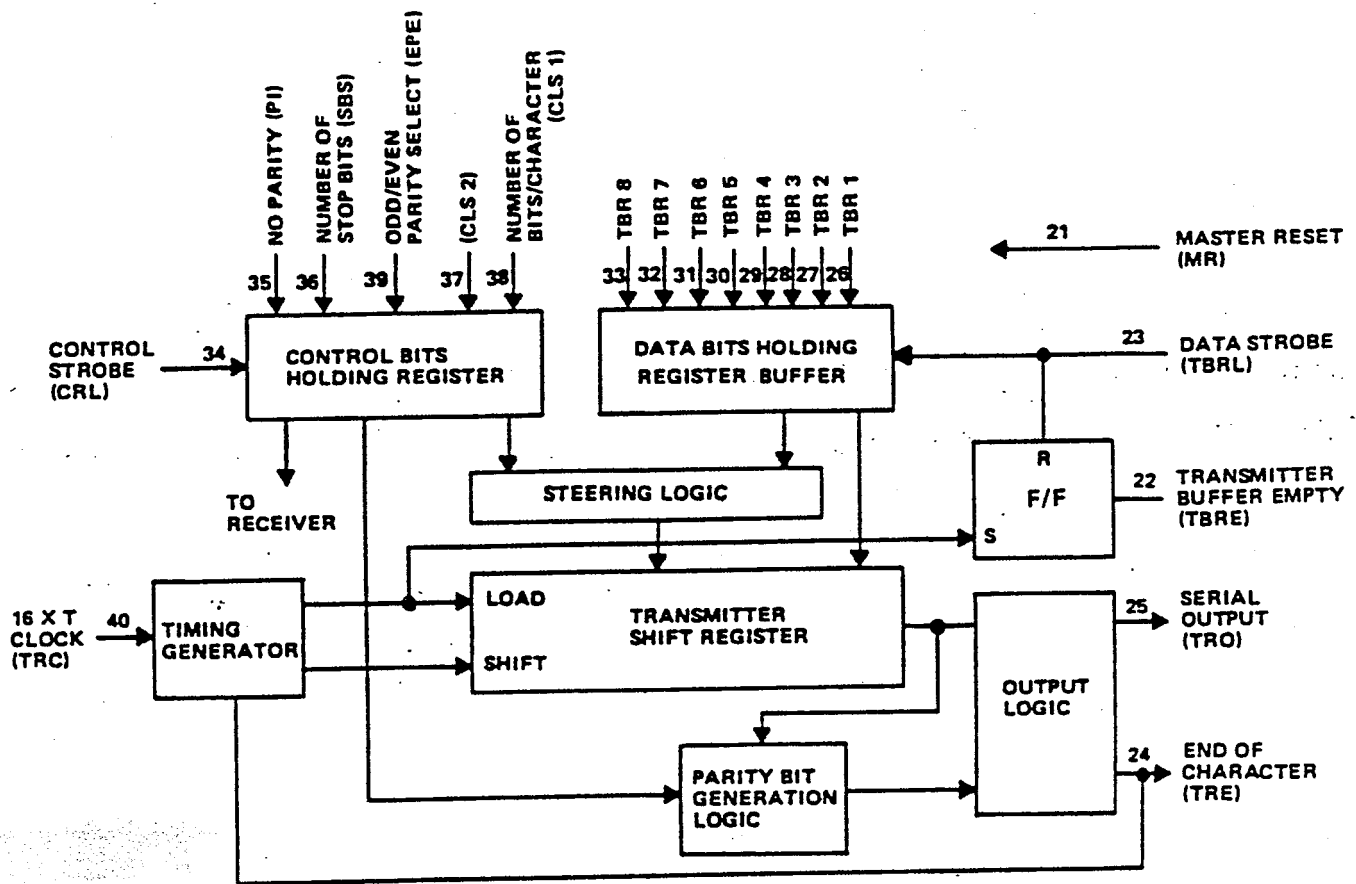 NO PARITY (PI)
NUMBER OF
STOP BITS (SBS)
ODD/EVEN
PARITY SELECT (EPE)
(CLS 2)
NUMBER OF
BITS/CHARACTER
(CLS 1)
TBR 8
TBR 7
TBR 6
TBR 5
TBR 4
TBR 3
TBR 2
TBR 1
35
36
39
37
38
33
32
31
30
29
28
27
26
21
MASTER RESET
(MR)
CONTROL
STROBE
(CRL)
34
CONTROL BITS
HOLDING REGISTER
DATA BITS HOLDING
REGISTER BUFFER
23
DATA STROBE
(TBRL)
TO
RECEIVER
STEERING LOGIC
R
F/F
S
22
TRANSMITTER
BUFFER EMPTY
(TBRE)
16 X T
CLOCK
(TRC)
40
TIMING
GENERATOR
LOAD
SHIFT
TRANSMITTER
SHIFT REGISTER
OUTPUT
LOGIC
25
SERIAL
OUTPUT
(TRO)
PARITY BIT
GENERATION
LOGIC
24
END OF
CHARACTER
(TRE)